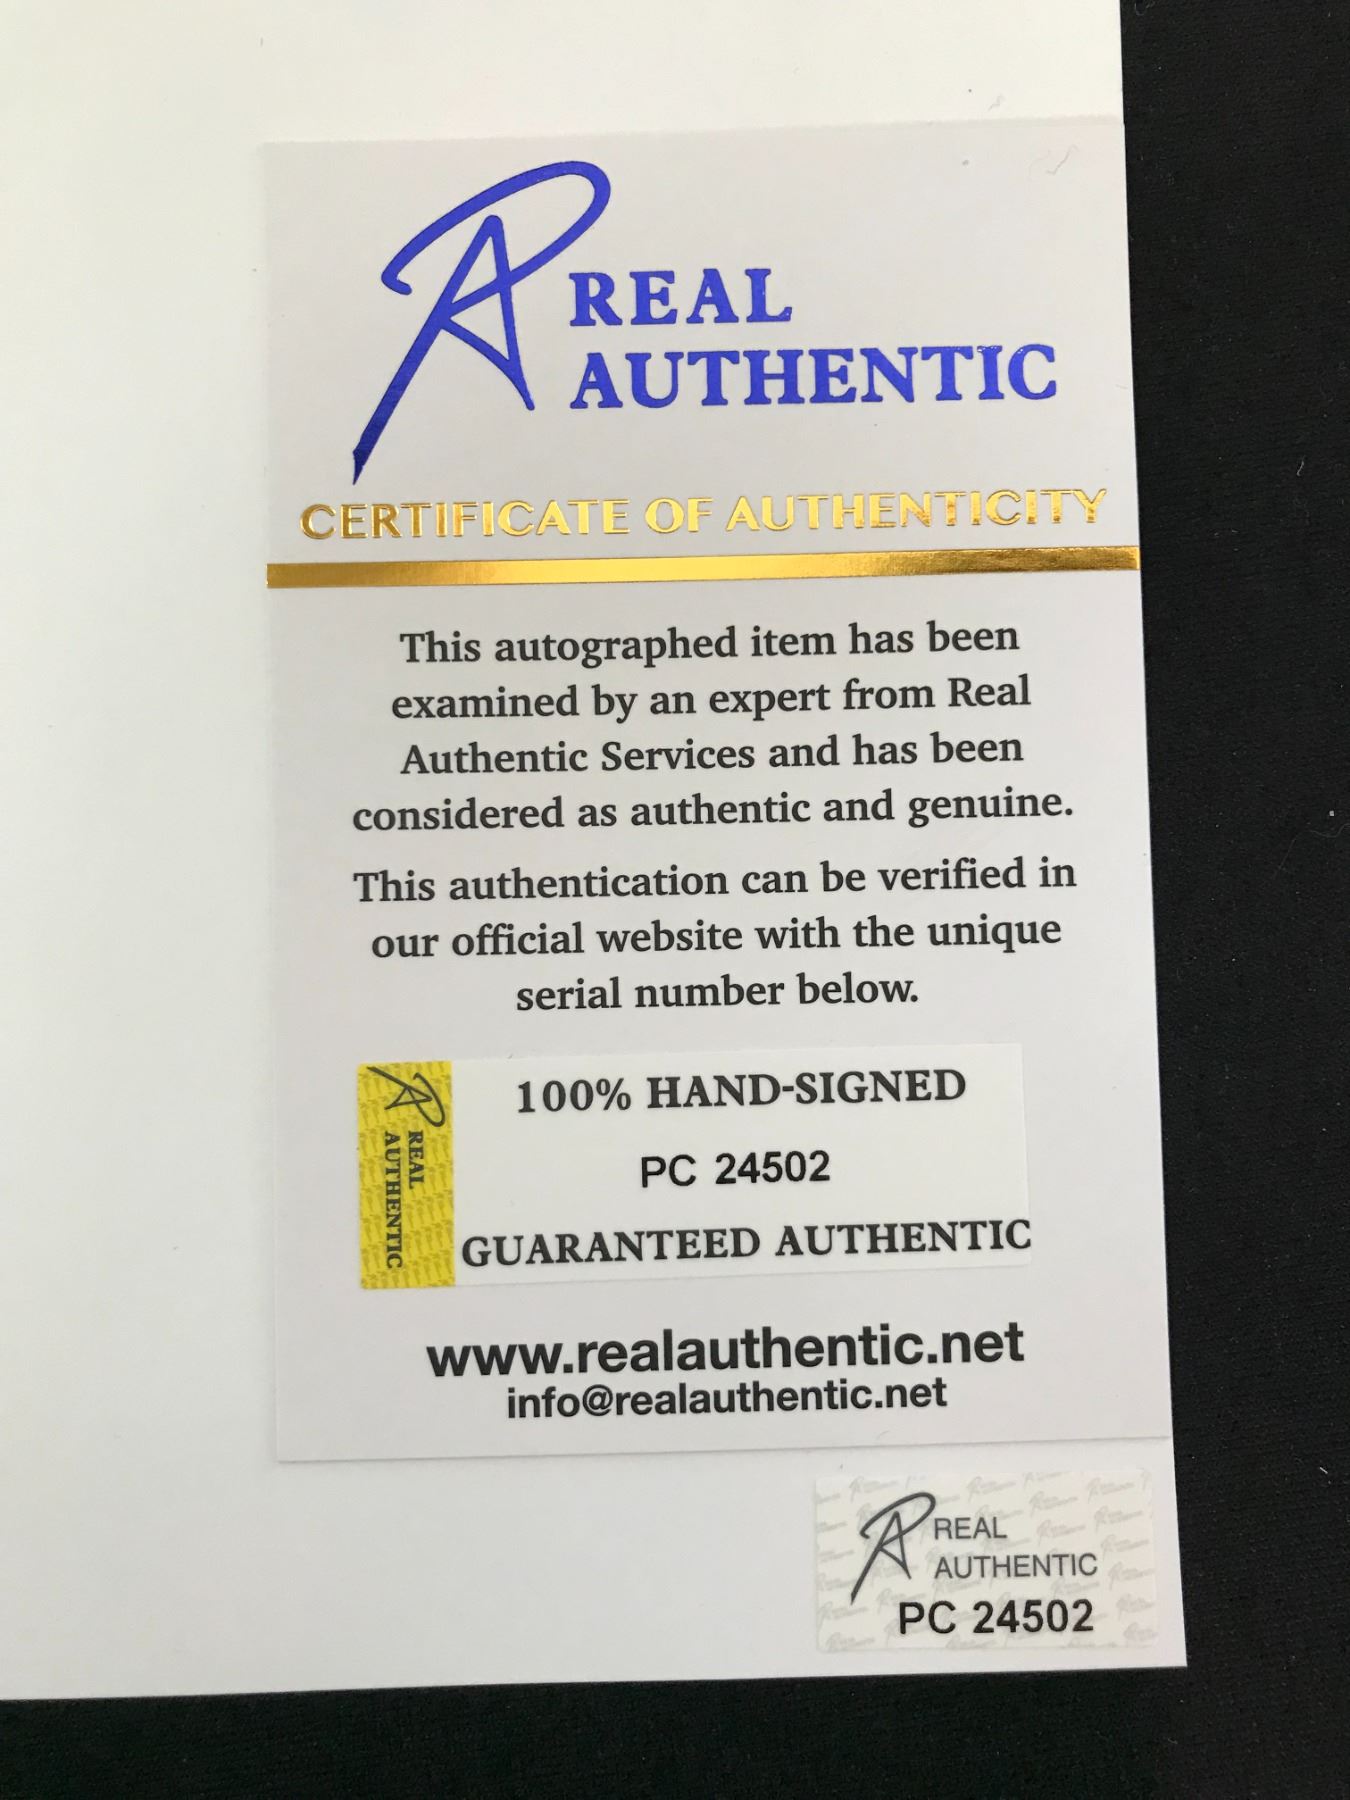 REAL
AUTHENTIC
CERTIFICATE OF AUTHENTICITY
This autographed item has been
examined by an expert from Real
Authentic Services and has been
considered as authentic and genuine.
This authentication can be verified in
our official website with the unique
serial number below.
REAL
AUTHENTIC
100% HAND-SIGNED
PC 24502
GUARANTEED AUTHENTIC
www.realauthentic.net
info@realauthentic.net
REAL
AUTHENTIC
PC 24502